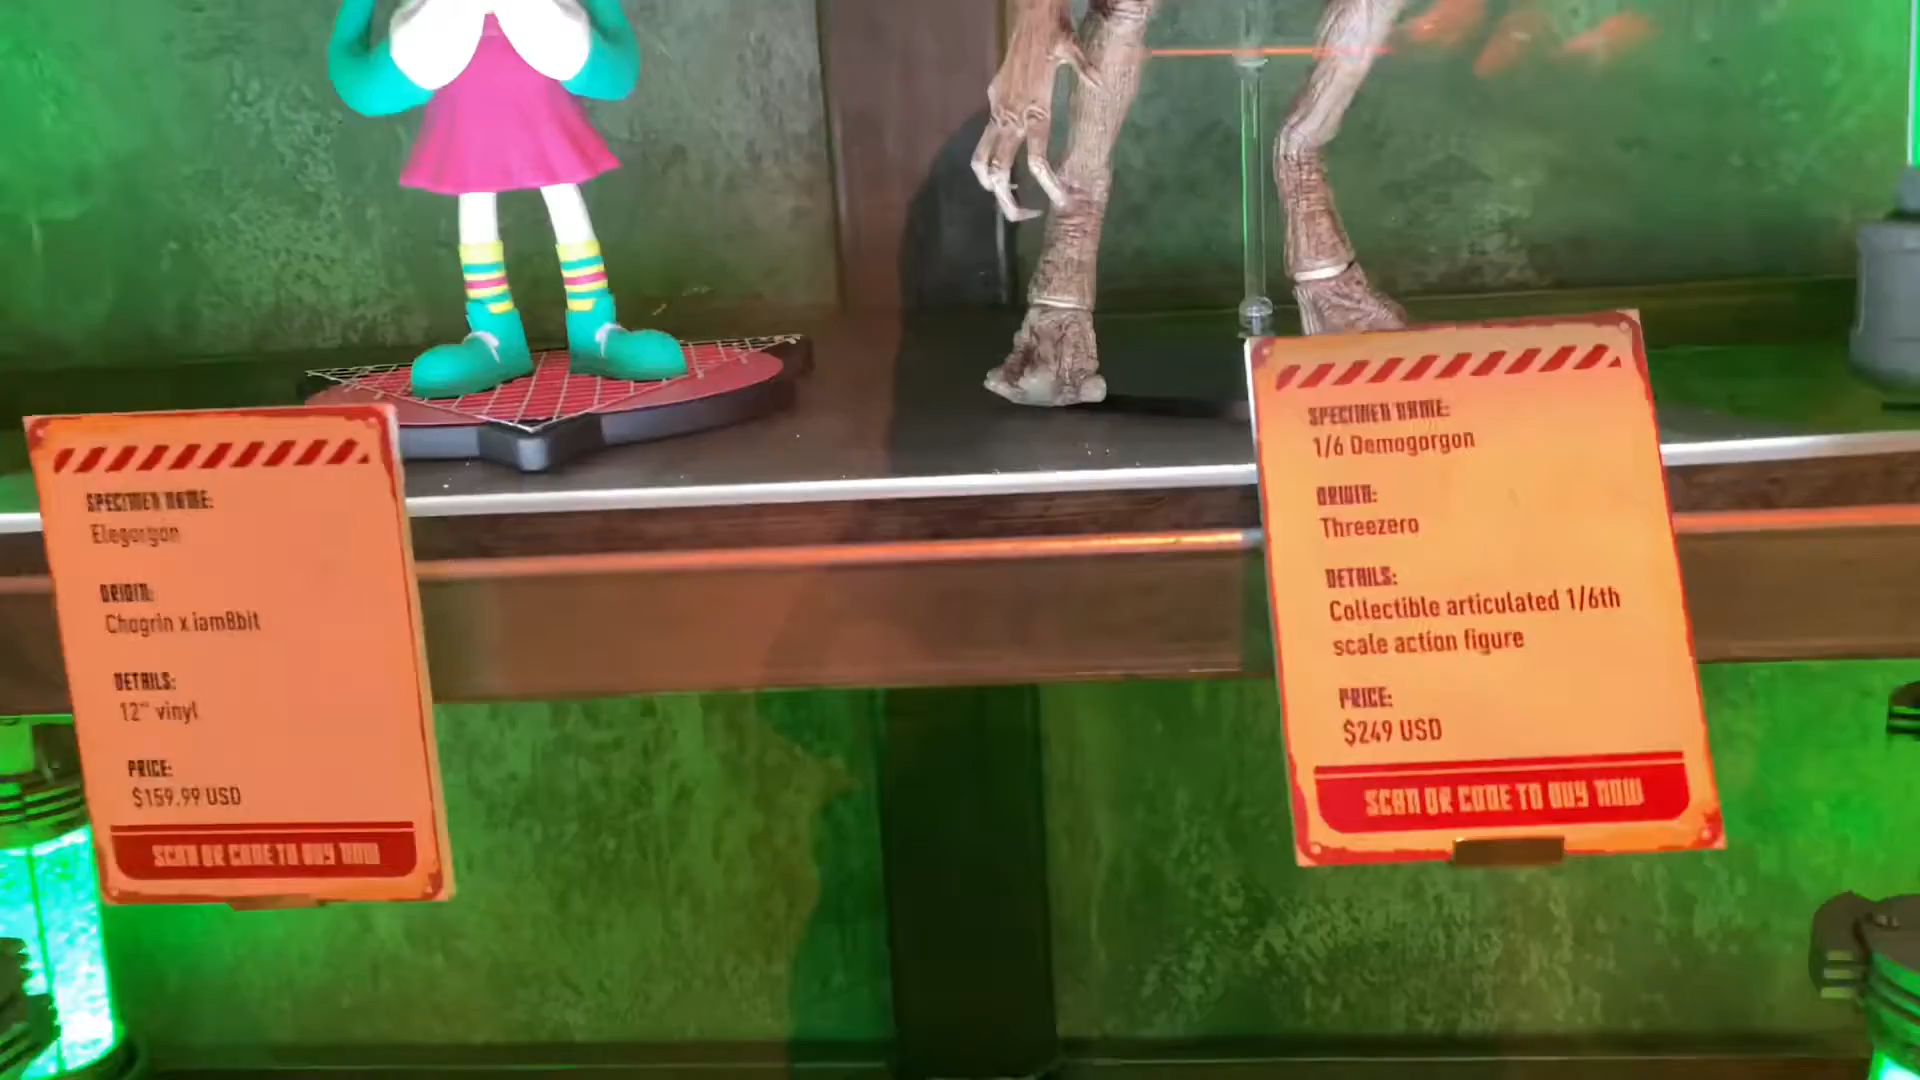 SPECIMEN NAME:
Elegorgon
ORIGIN:
Chogrin x iam8bit
DETAILS:
12" vinyl
PRICE:
$159.99 USD
SCAN QR CODE TO BUY NOW
SPECIMEN NAME:
1/6 Demogorgon
ORIGIN:
Threezero
DETAILS:
Collectible articulated 1/6th
scale action figure
PRICE:
$249 USD
SCAN QR CODE TO BUY NOW